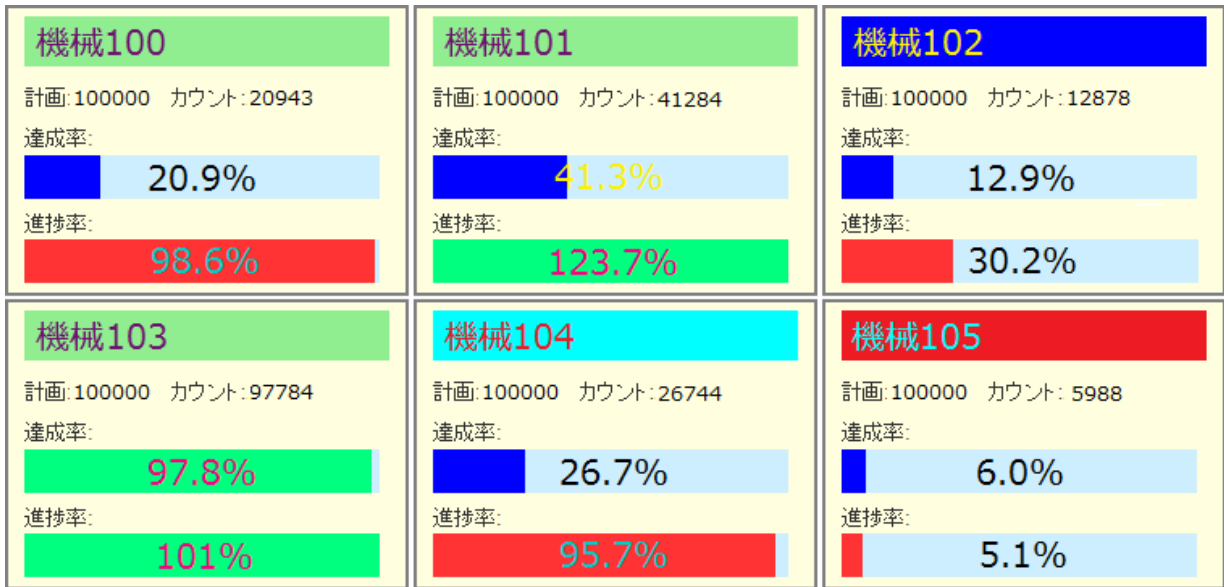 機械100
計画:100000 カウント:20943
達成率:
20.9%
進捗率:
98.6%
機械101
計画:100000 カウント:41284
達成率:
41.3%
進捗率:
123.7%
機械102
計画:100000 カウント:12878
達成率:
12.9%
進捗率:
30.2%
機械103
計画:100000 カウント:97784
達成率:
97.8%
進捗率:
101%
機械104
計画:100000 カウント:26744
達成率:
26.7%
進捗率:
95.7%
機械105
計画:100000 カウント: 5988
達成率:
6.0%
進捗率:
5.1%